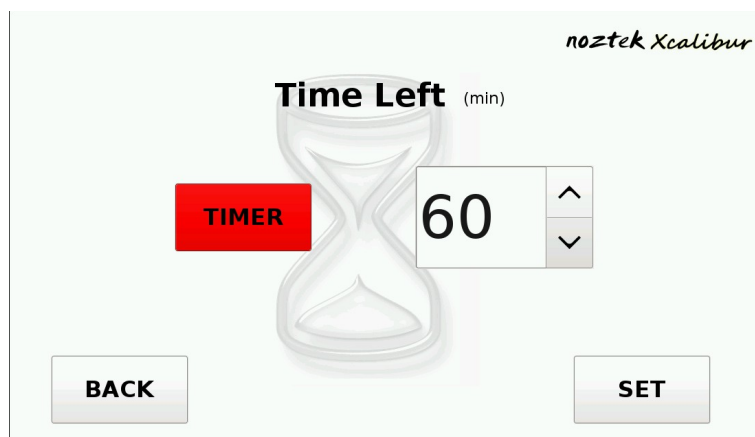 noztek Xcalibur
Time Left (min)
TIMER
60
BACK
SET